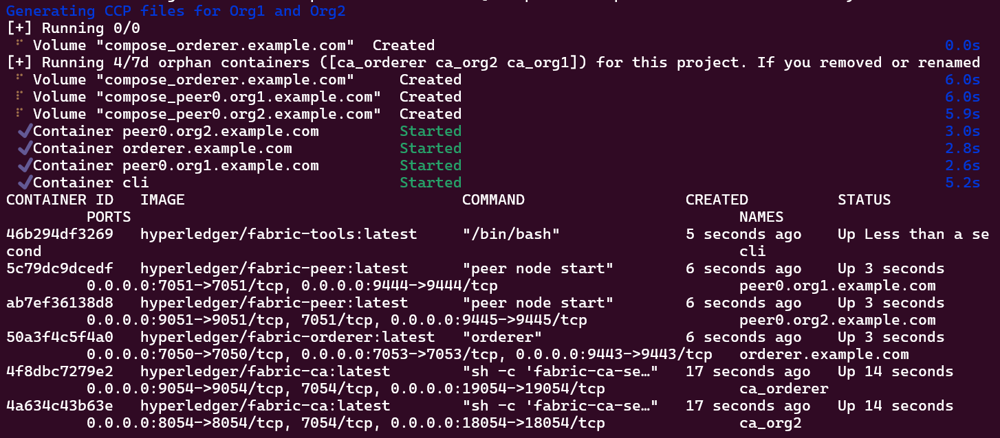 Generating CCP files for Org1 and Org2
[+] Running 0/0
⠋ Volume "compose_orderer.example.com"  Created                                                          0.0s
[+] Running 4/7d orphan containers ([ca_orderer ca_org2 ca_org1]) for this project. If you removed or renamed
Volume "compose_orderer.example.com"     Created                                                      6.0s
Volume "compose_peer0.org1.example.com"  Created                                                      6.0s
Volume "compose_peer0.org2.example.com"  Created                                                      5.9s
✔Container peer0.org2.example.com         Started                                                      3.0s
✔Container orderer.example.com            Started                                                      2.8s
✔Container peer0.org1.example.com         Started                                                      2.6s
✔Container cli                            Started                                                      5.2s
CONTAINER ID   IMAGE                               COMMAND                  CREATED          STATUS
PORTS                                                                    NAMES
46b294df3269   hyperledger/fabric-tools:latest     "/bin/bash"              5 seconds ago    Up Less than a se
cond                                                                              cli
5c79dc9dcedf   hyperledger/fabric-peer:latest      "peer node start"        6 seconds ago    Up 3 seconds
0.0.0.0:7051->7051/tcp, 0.0.0.0:9444->9444/tcp                           peer0.org1.example.com
ab7ef36138d8   hyperledger/fabric-peer:latest      "peer node start"        6 seconds ago    Up 3 seconds
0.0.0.0:9051->9051/tcp, 7051/tcp, 0.0.0.0:9445->9445/tcp                 peer0.org2.example.com
50a3f4c5f4a0   hyperledger/fabric-orderer:latest   "orderer"                6 seconds ago    Up 3 seconds
0.0.0.0:7050->7050/tcp, 0.0.0.0:7053->7053/tcp, 0.0.0.0:9443->9443/tcp   orderer.example.com
4f8dbc7279e2   hyperledger/fabric-ca:latest        "sh -c 'fabric-ca-se…"   17 seconds ago   Up 14 seconds
0.0.0.0:9054->9054/tcp, 7054/tcp, 0.0.0.0:19054->19054/tcp               ca_orderer
4a634c43b63e   hyperledger/fabric-ca:latest        "sh -c 'fabric-ca-se…"   17 seconds ago   Up 14 seconds
0.0.0.0:8054->8054/tcp, 7054/tcp, 0.0.0.0:18054->18054/tcp               ca_org2